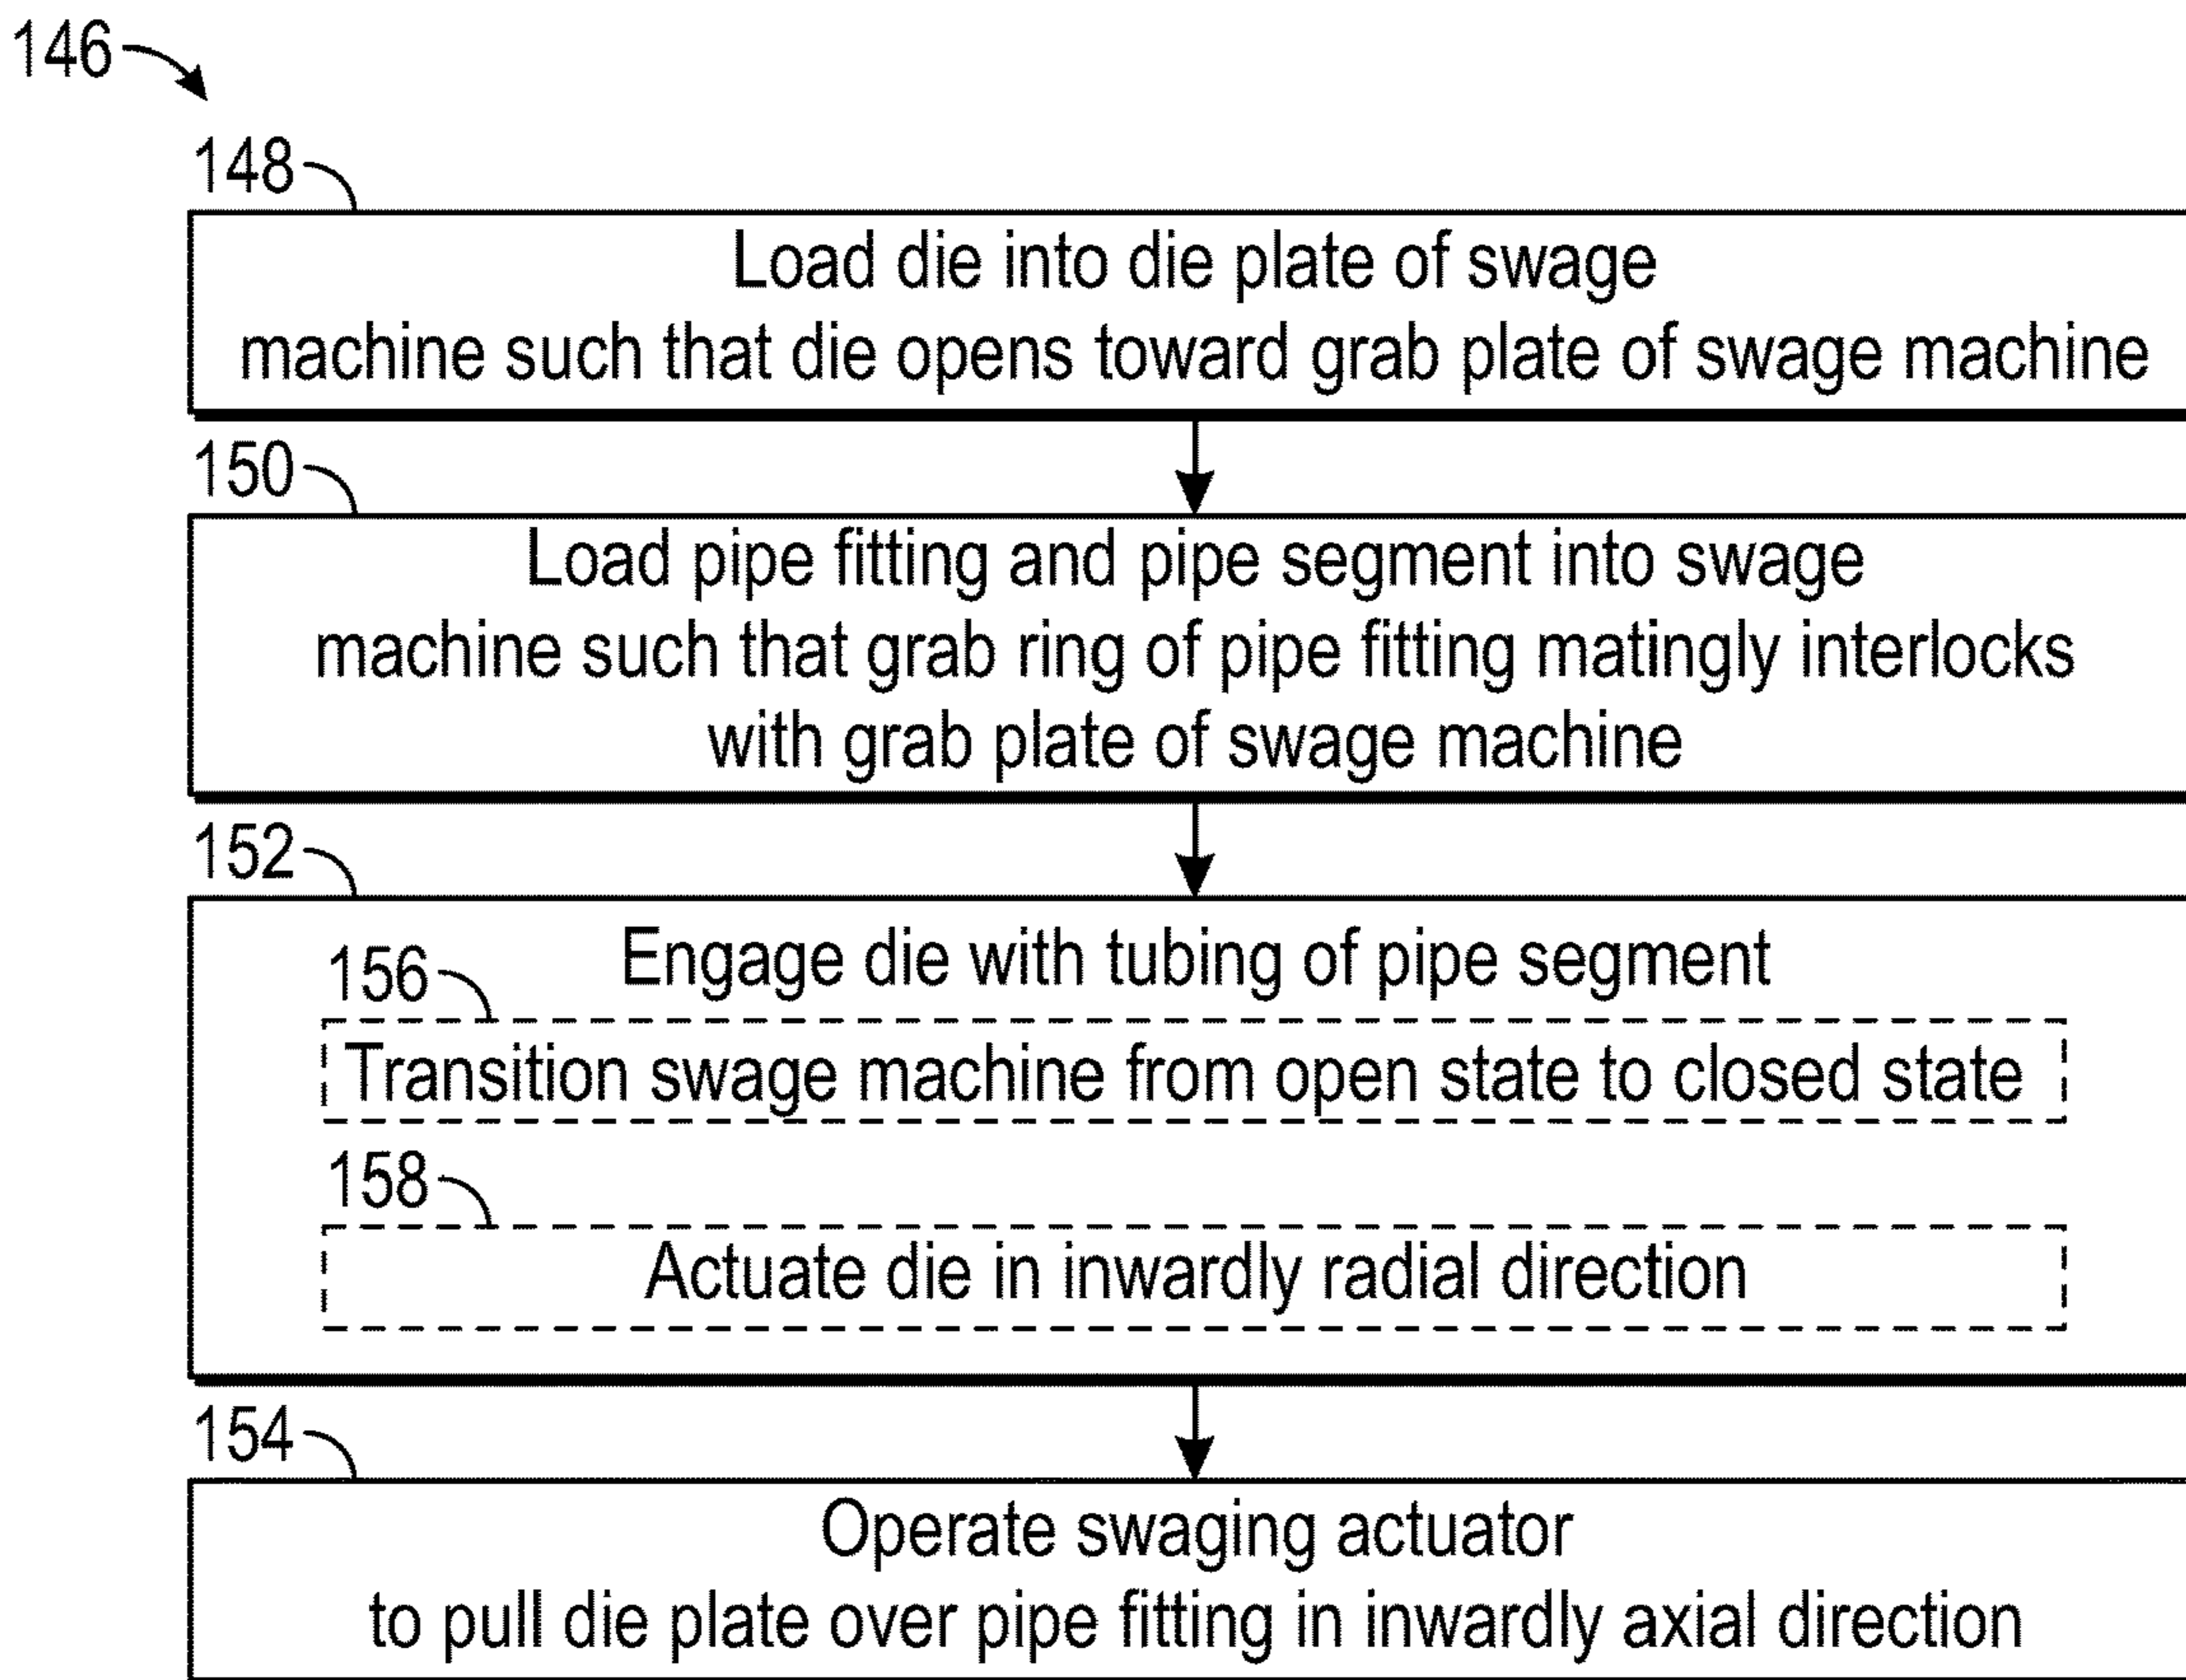 146
148
Load die into die plate of swage
machine such that die opens toward grab plate of swage machine
150
Load pipe fitting and pipe segment into swage
machine such that grab ring of pipe fitting matingly interlocks
with grab plate of swage machine
152
Engage die with tubing of pipe segment
156
Transition swage machine from open state to closed state
158
Actuate die in inwardly radial direction
154
Operate swaging actuator
to pull die plate over pipe fitting in inwardly axial direction